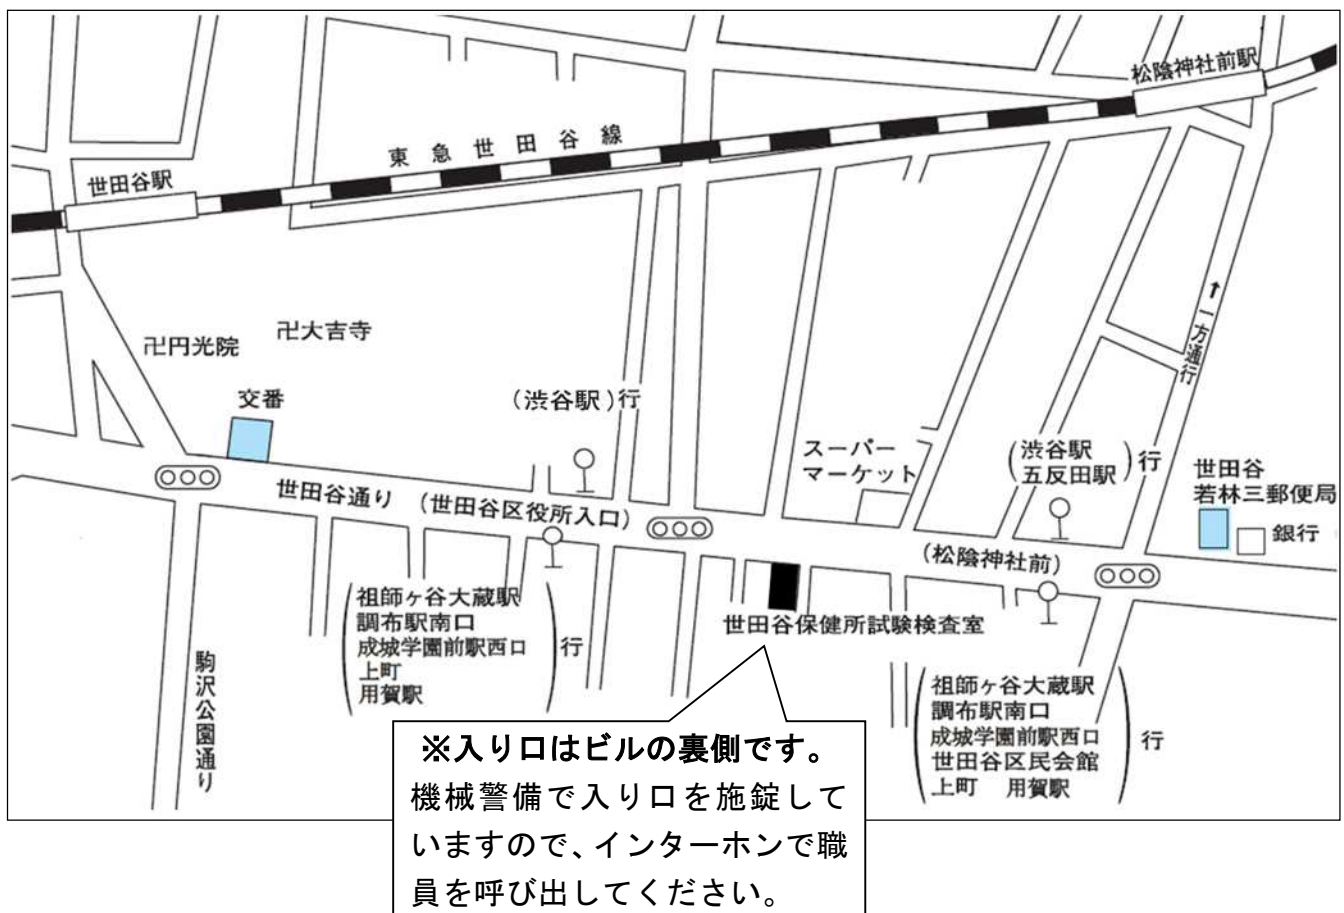 松陰神社前駅
東急世田谷線
世田谷駅
↑一方通行
卍大吉寺
卍円光院
交番
(渋谷駅)行
スーパー
マーケット
(渋谷駅
五反田駅)行
世田谷
若林三郵便局
銀行
世田谷通り (世田谷区役所入口)
(松陰神社前)
祖師ヶ谷大蔵駅
調布駅南口
成城学園前駅西口
上町
用賀駅
行
世田谷保健所試験検査室
駒沢公園通り
祖師ヶ谷大蔵駅
調布駅南口
成城学園前駅西口
世田谷区民会館
上町 用賀駅
行
※入り口はビルの裏側です。
機械警備で入り口を施錠して
いますので、インターホンで職
員を呼び出してください。